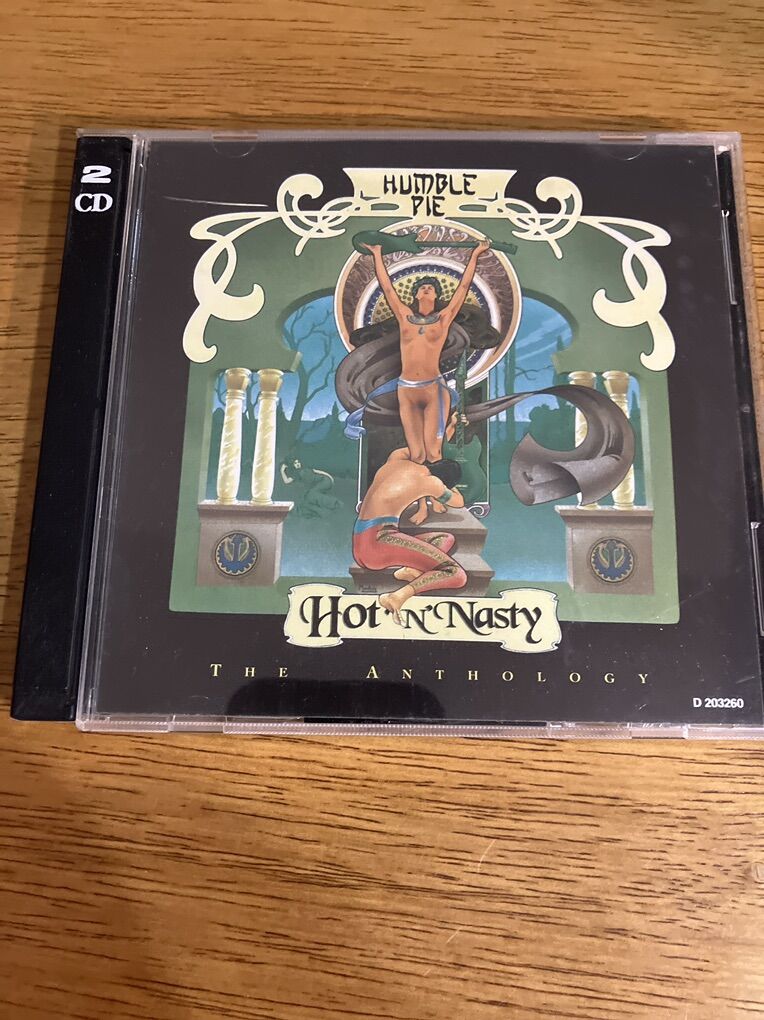 2
CD
HUMBLE
PIE
Hot 'N' Nasty
THE ANTHOLOGY
D 203260